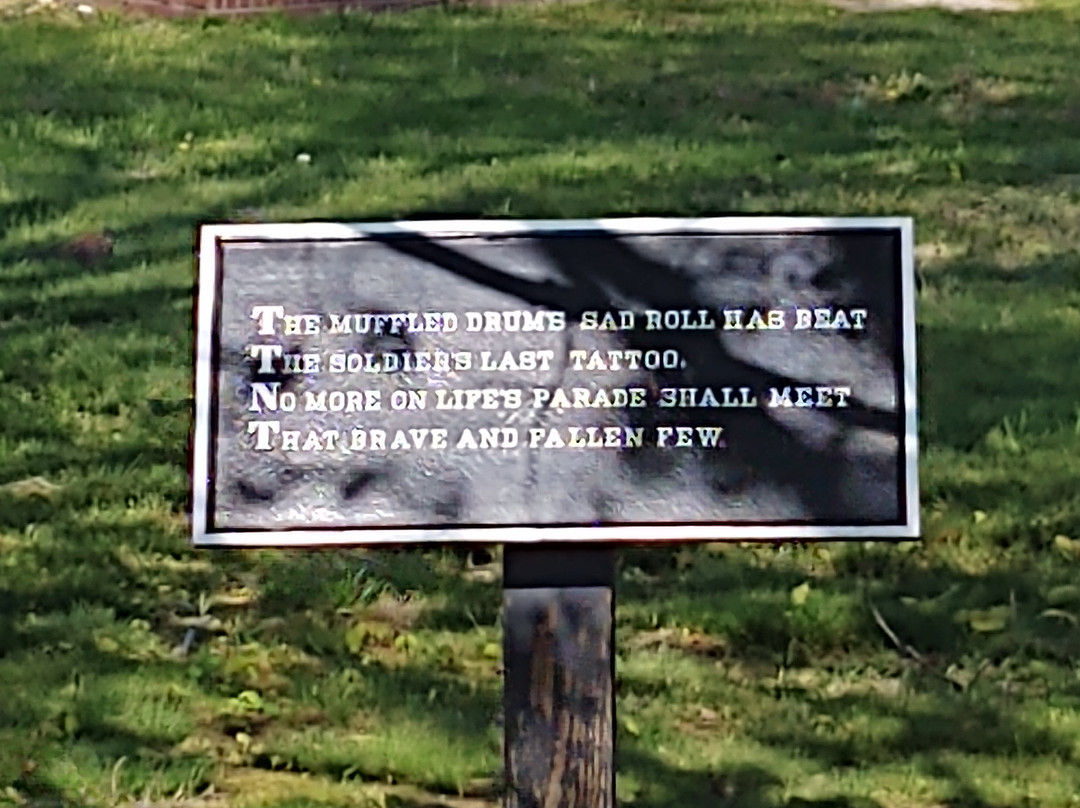 THE MUFFLED DRUM'S SAD ROLL HAS BEAT
THE SOLDIER'S LAST TATTOO.
NO MORE ON LIFE'S PARADE SHALL MEET
THAT BRAVE AND FALLEN FEW.